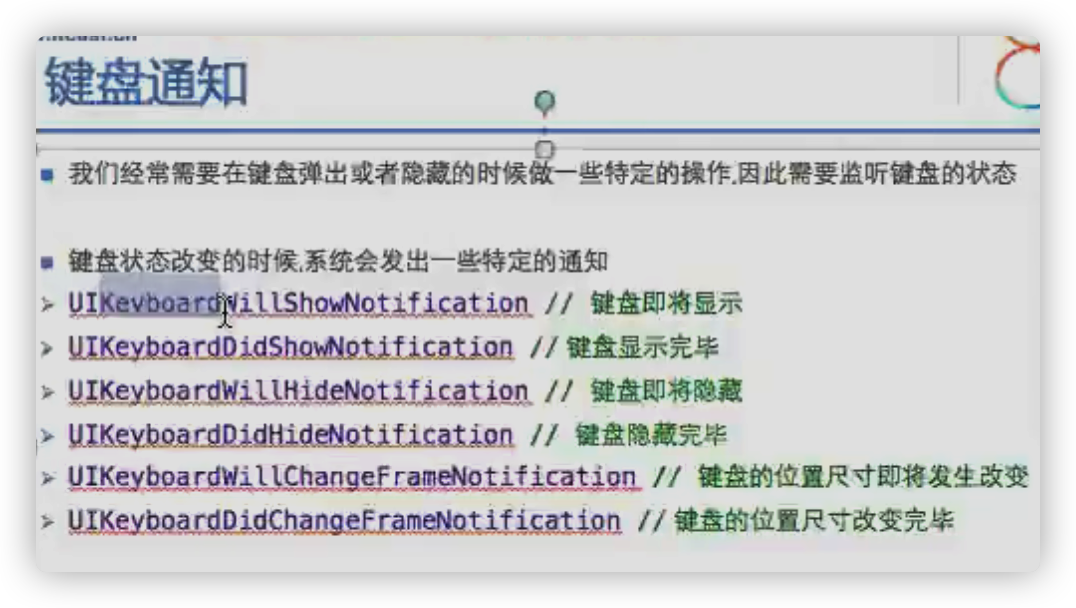 键盘通知
我们经常需要在键盘弹出或者隐藏的时候做一些特定的操作,因此需要监听键盘的状态
键盘状态改变的时候,系统会发出一些特定的通知
UIKeyboardWillShowNotification // 键盘即将显示
UIKeyboardDidShowNotification // 键盘显示完毕
UIKeyboardWillHideNotification // 键盘即将隐藏
UIKeyboardDidHideNotification // 键盘隐藏完毕
UIKeyboardWillChangeFrameNotification // 键盘的位置尺寸即将发生改变
UIKeyboardDidChangeFrameNotification // 键盘的位置尺寸改变完毕